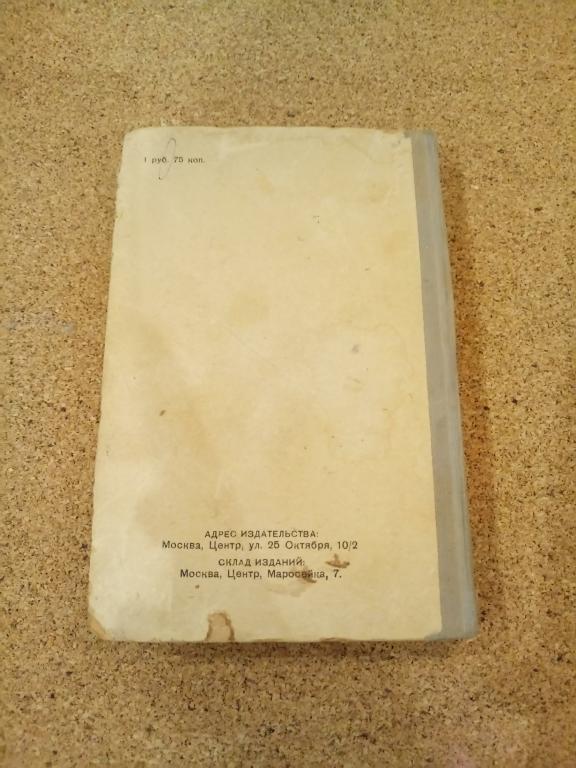 1 руб. 75 коп.
АДРЕС ИЗДАТЕЛЬСТВА:
Москва, Центр, ул. 25 Октября, 10/2
СКЛАД ИЗДАНИЙ:
Москва, Центр, Маросейка, 7.